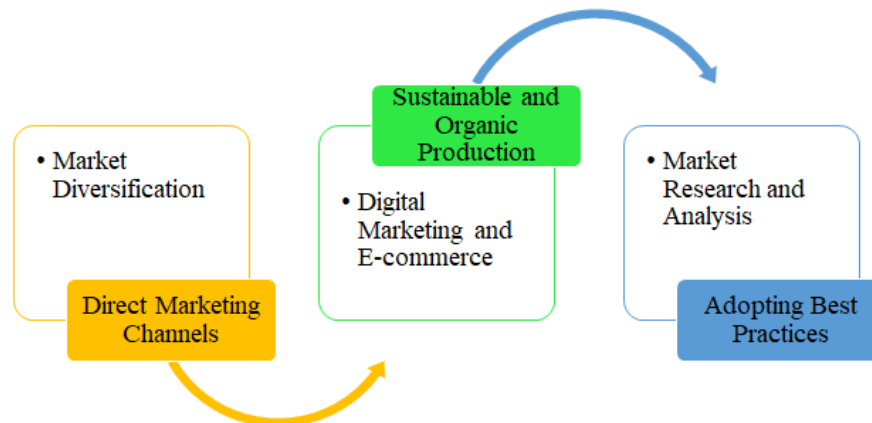 • Market
Diversification
Direct Marketing
Channels
Sustainable and
Organic
Production
• Digital
Marketing and
E-commerce
• Market
Research and
Analysis
Adopting Best
Practices